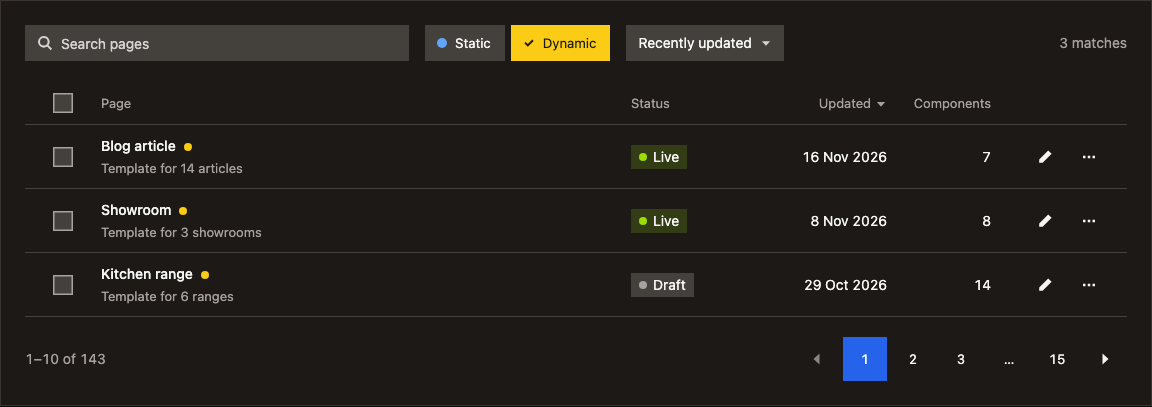 Search pages
Static
Dynamic
Recently updated
3 matches
Page Status Updated Components
Blog article
Template for 14 articles
Live 16 Nov 2026 7
Showroom
Template for 3 showrooms
Live 8 Nov 2026 8
Kitchen range
Template for 6 ranges
Draft 29 Oct 2026 14
1–10 of 143
1 2 3 ... 15